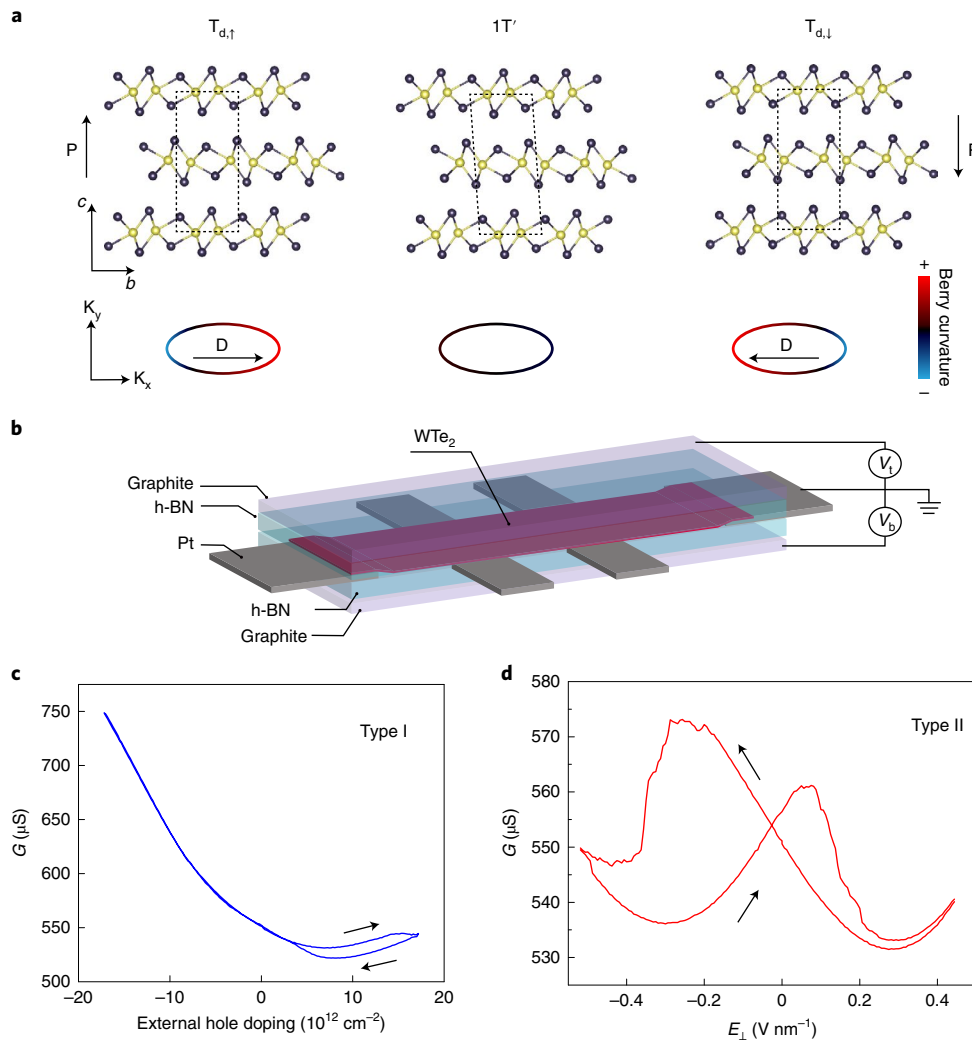 a
T_d,↑ 1T′ T_d,↓
P
P
c
b
K_y
K_x
D
D
+
Berry curvature
−
b
WTe₂
Graphite
h-BN
Pt
h-BN
Graphite
V_t
V_b
c
Type I
750
700
650
600
550
500
G (μS)
−20 −10 0 10 20
External hole doping (10¹² cm⁻²)
d
Type II
580
570
560
550
540
530
G (μS)
−0.4 −0.2 0 0.2 0.4
E⊥ (V nm⁻¹)